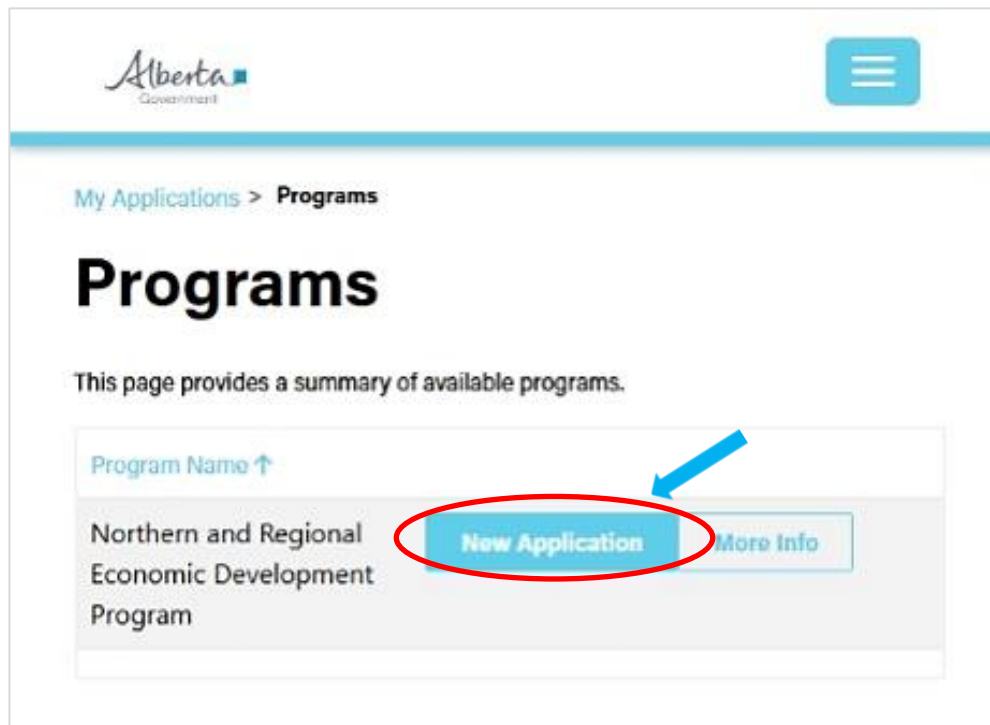 Alberta
Government
My Applications > Programs
Programs
This page provides a summary of available programs.
Program Name ↑
Northern and Regional
Economic Development
Program
New Application
More Info